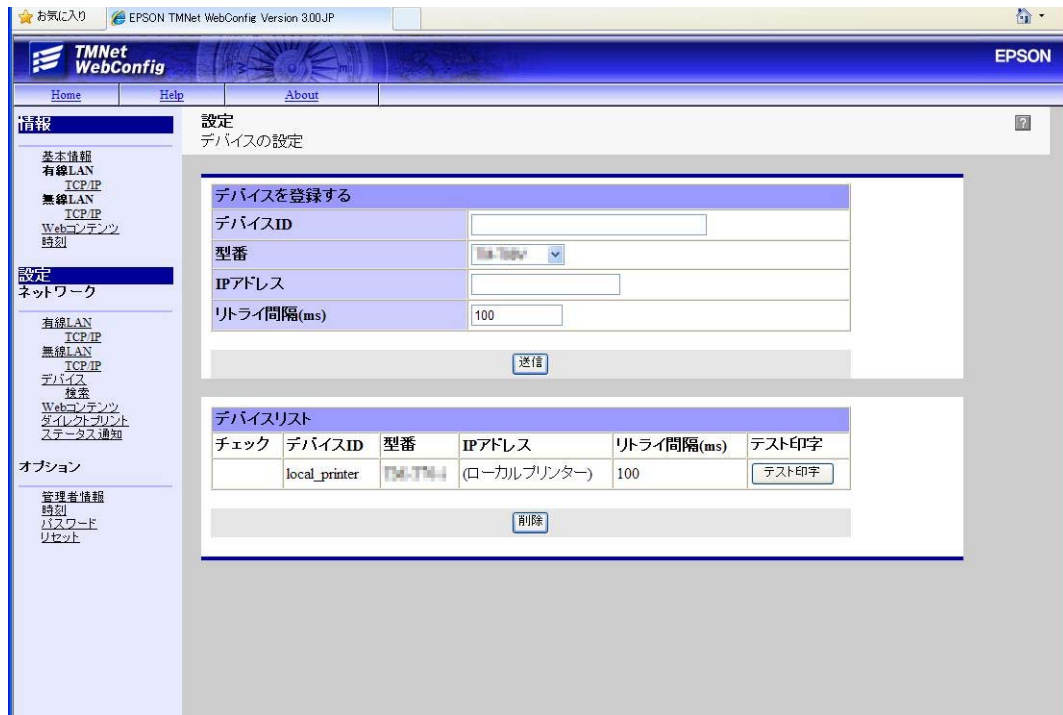 お気に入り
EPSON TMNet WebConfig Version 3.00JP
TMNet
WebConfig
EPSON
Home
Help
About
情報
基本情報
有線LAN
TCP/IP
無線LAN
TCP/IP
Webコンテンツ
時刻
設定
ネットワーク
有線LAN
TCP/IP
無線LAN
TCP/IP
デバイス
検索
Webコンテンツ
ダイレクトプリント
ステータス通知
オプション
管理者情報
時刻
パスワード
リセット
設定
?
デバイスの設定
デバイスを登録する
デバイスID
型番
IPアドレス
リトライ間隔(ms) 100
送信
デバイスリスト
チェック デバイスID 型番 IPアドレス リトライ間隔(ms) テスト印字
local_printer (ローカルプリンター) 100 テスト印字
削除